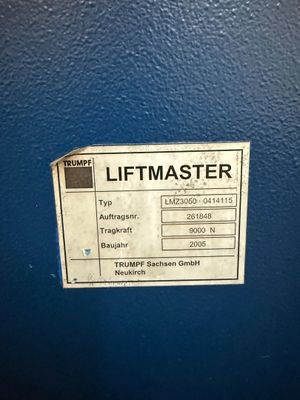 TRUMPF
LIFTMASTER
Typ LMZ3050 - 0414115
Auftragsnr. 261848
Tragkraft 9000 N
Baujahr 2005
TRUMPF Sachsen GmbH
Neukirch